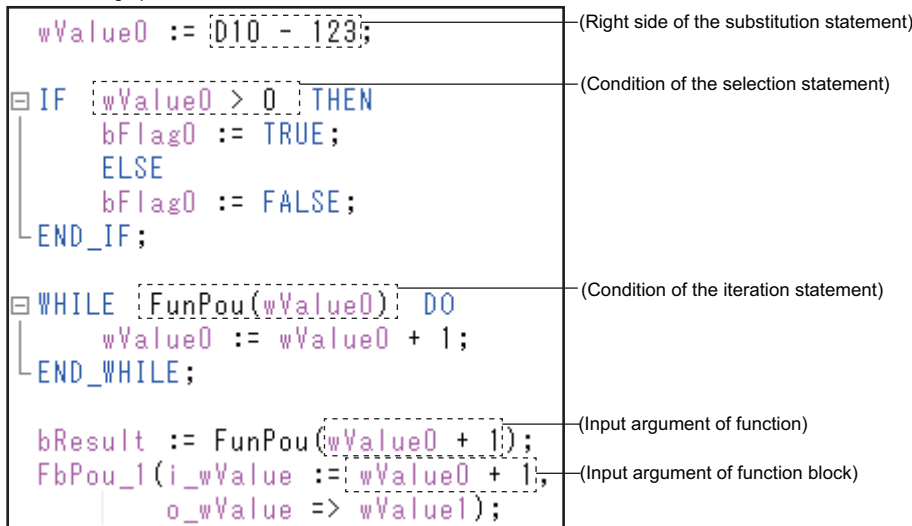 wValue0 := D10 - 123; (Right side of the substitution statement)
IF wValue0 > 0 THEN (Condition of the selection statement)
bFlag0 := TRUE;
ELSE
bFlag0 := FALSE;
END_IF;
WHILE FunPou(wValue0) DO (Condition of the iteration statement)
wValue0 := wValue0 + 1;
END_WHILE;
bResult := FunPou(wValue0 + 1); (Input argument of function)
FbPou_1(i_wValue := wValue0 + 1, (Input argument of function block)
o_wValue => wValue1);